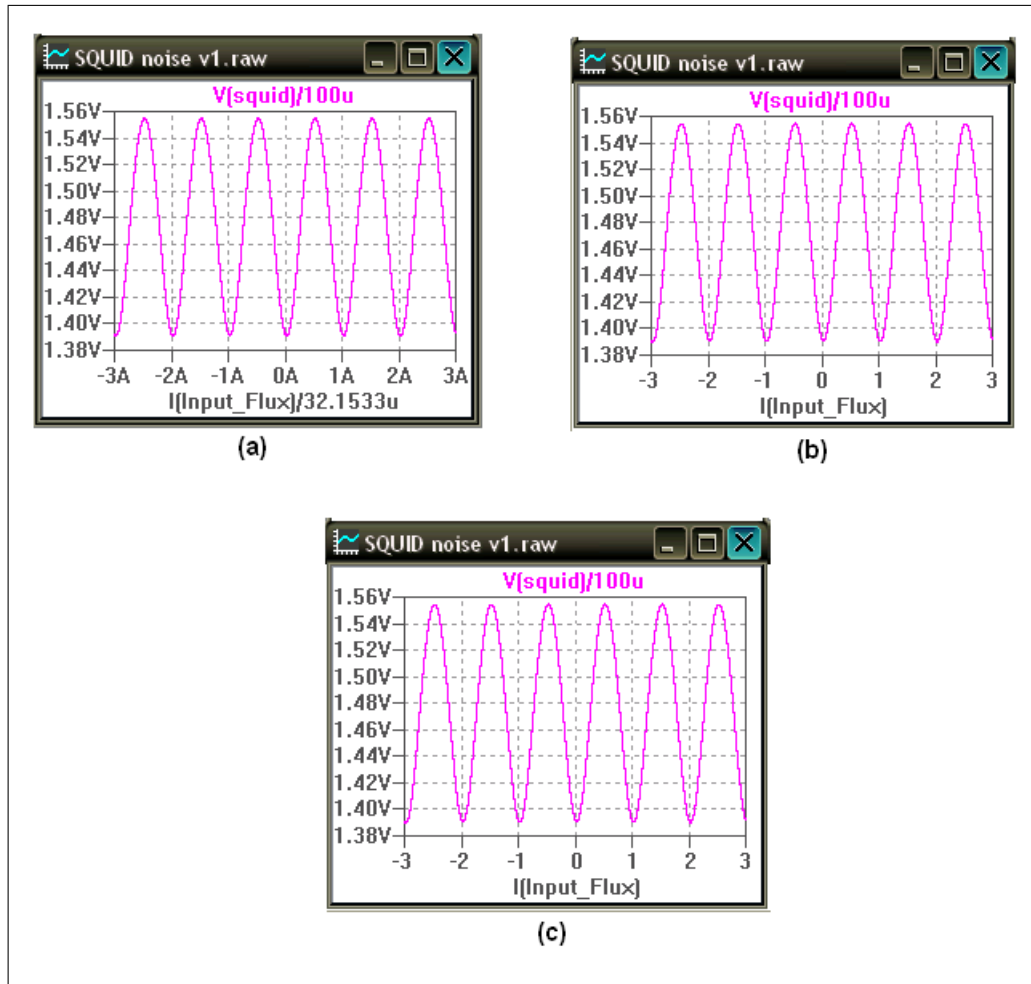 SQUID noise v1.raw
V(squid)/100u
1.56V
1.54V
1.52V
1.50V
1.48V
1.46V
1.44V
1.42V
1.40V
1.38V
-3A -2A -1A 0A 1A 2A 3A
I(Input_Flux)/32.1533u
(a)
SQUID noise v1.raw
V(squid)/100u
1.56V
1.54V
1.52V
1.50V
1.48V
1.46V
1.44V
1.42V
1.40V
1.38V
-3 -2 -1 0 1 2 3
I(Input_Flux)
(b)
SQUID noise v1.raw
V(squid)/100u
1.56V
1.54V
1.52V
1.50V
1.48V
1.46V
1.44V
1.42V
1.40V
1.38V
-3 -2 -1 0 1 2 3
I(Input_Flux)
(c)